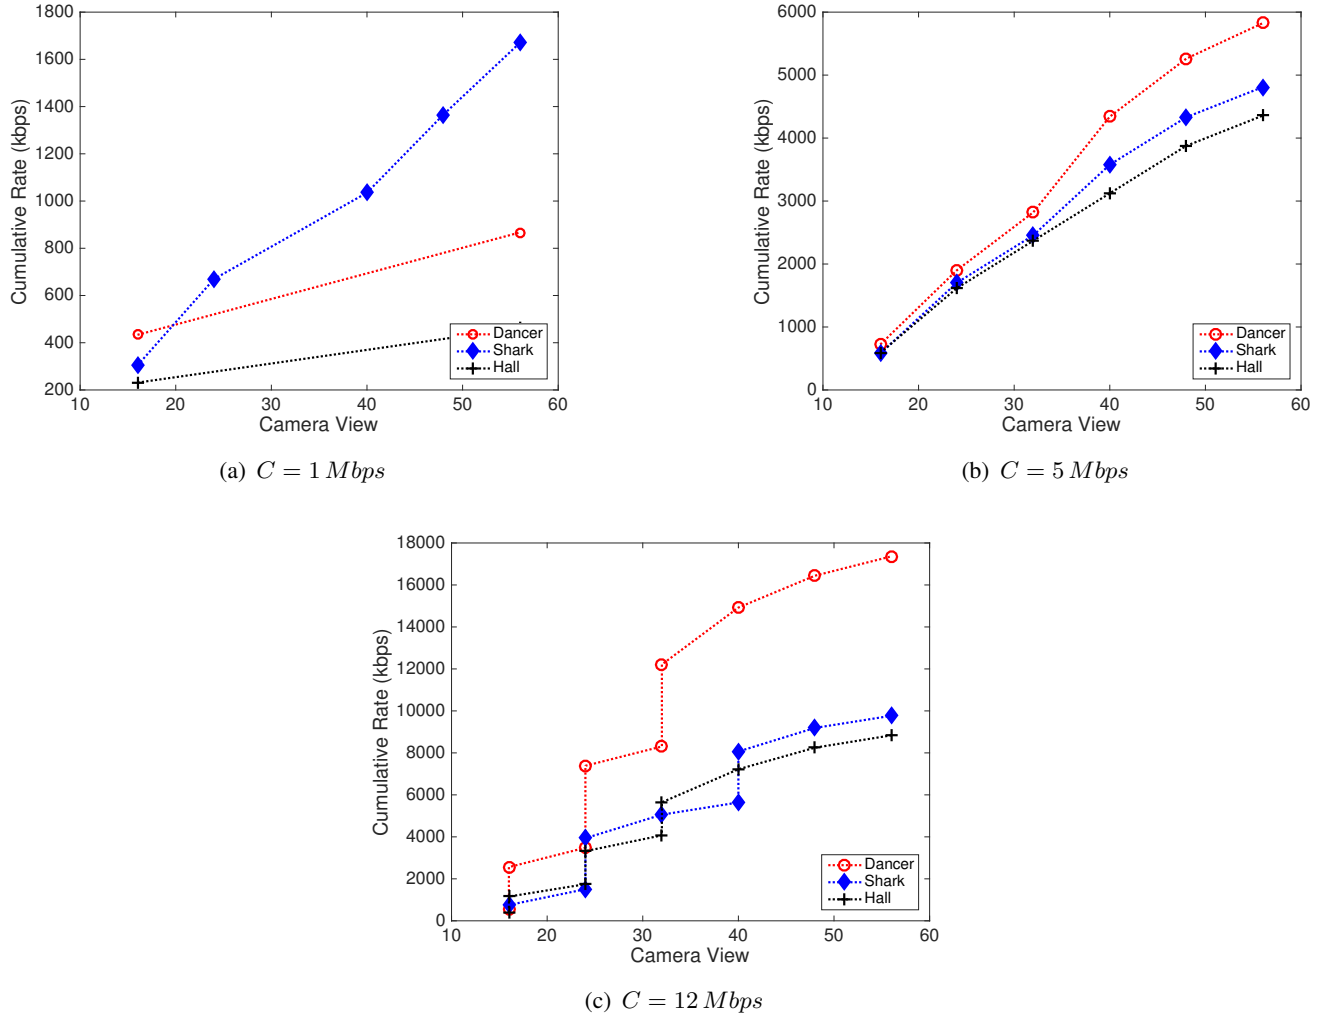 1800
1600
1400
1200
1000
800
600
400
200
10 20 30 40 50 60
Cumulative Rate (kbps)
Camera View
Dancer
Shark
Hall
(a) C = 1 Mbps
6000
5000
4000
3000
2000
1000
0
10 20 30 40 50 60
Cumulative Rate (kbps)
Camera View
Dancer
Shark
Hall
(b) C = 5 Mbps
18000
16000
14000
12000
10000
8000
6000
4000
2000
0
10 20 30 40 50 60
Cumulative Rate (kbps)
Camera View
Dancer
Shark
Hall
(c) C = 12 Mbps